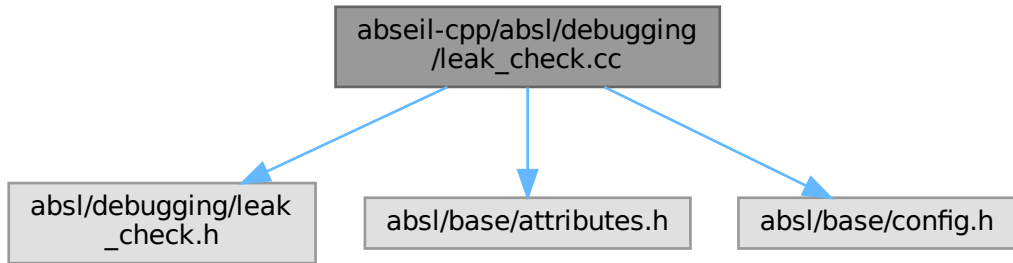 abseil-cpp/absl/debugging
/leak_check.cc
absl/debugging/leak
_check.h
absl/base/attributes.h
absl/base/config.h